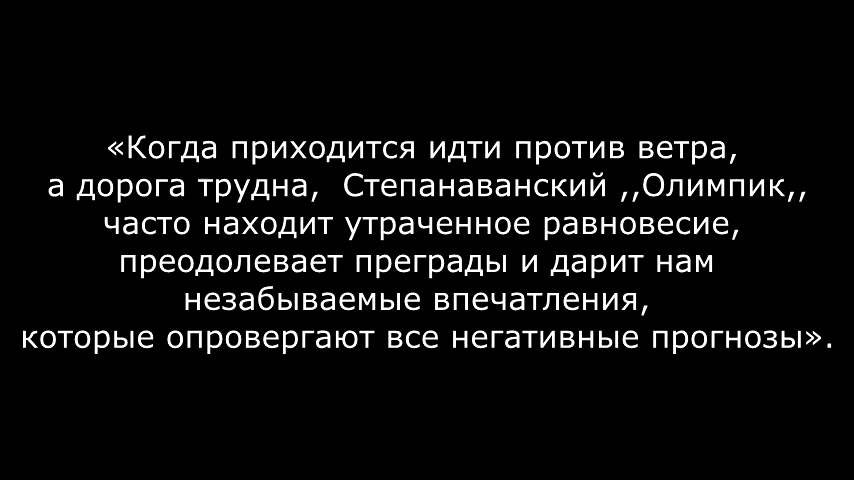 «Когда приходится идти против ветра,
а дорога трудна,  Степанаванский ,,Олимпик,,
часто находит утраченное равновесие,
преодолевает преграды и дарит нам
незабываемые впечатления,
которые опровергают все негативные прогнозы».